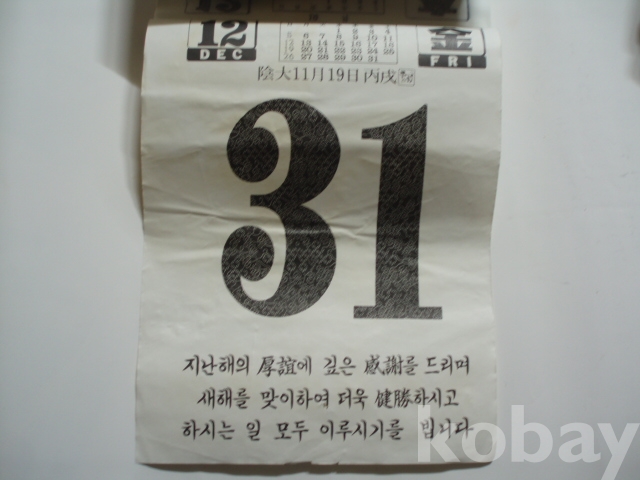 12
DEC
金
FRI
陰大11月19日丙戌
31
지난해의 厚誼에 깊은 感謝를 드리며
새해를 맞이하여 더욱 健勝하시고
하시는 일 모두 이루시기를 빕니다
kobay